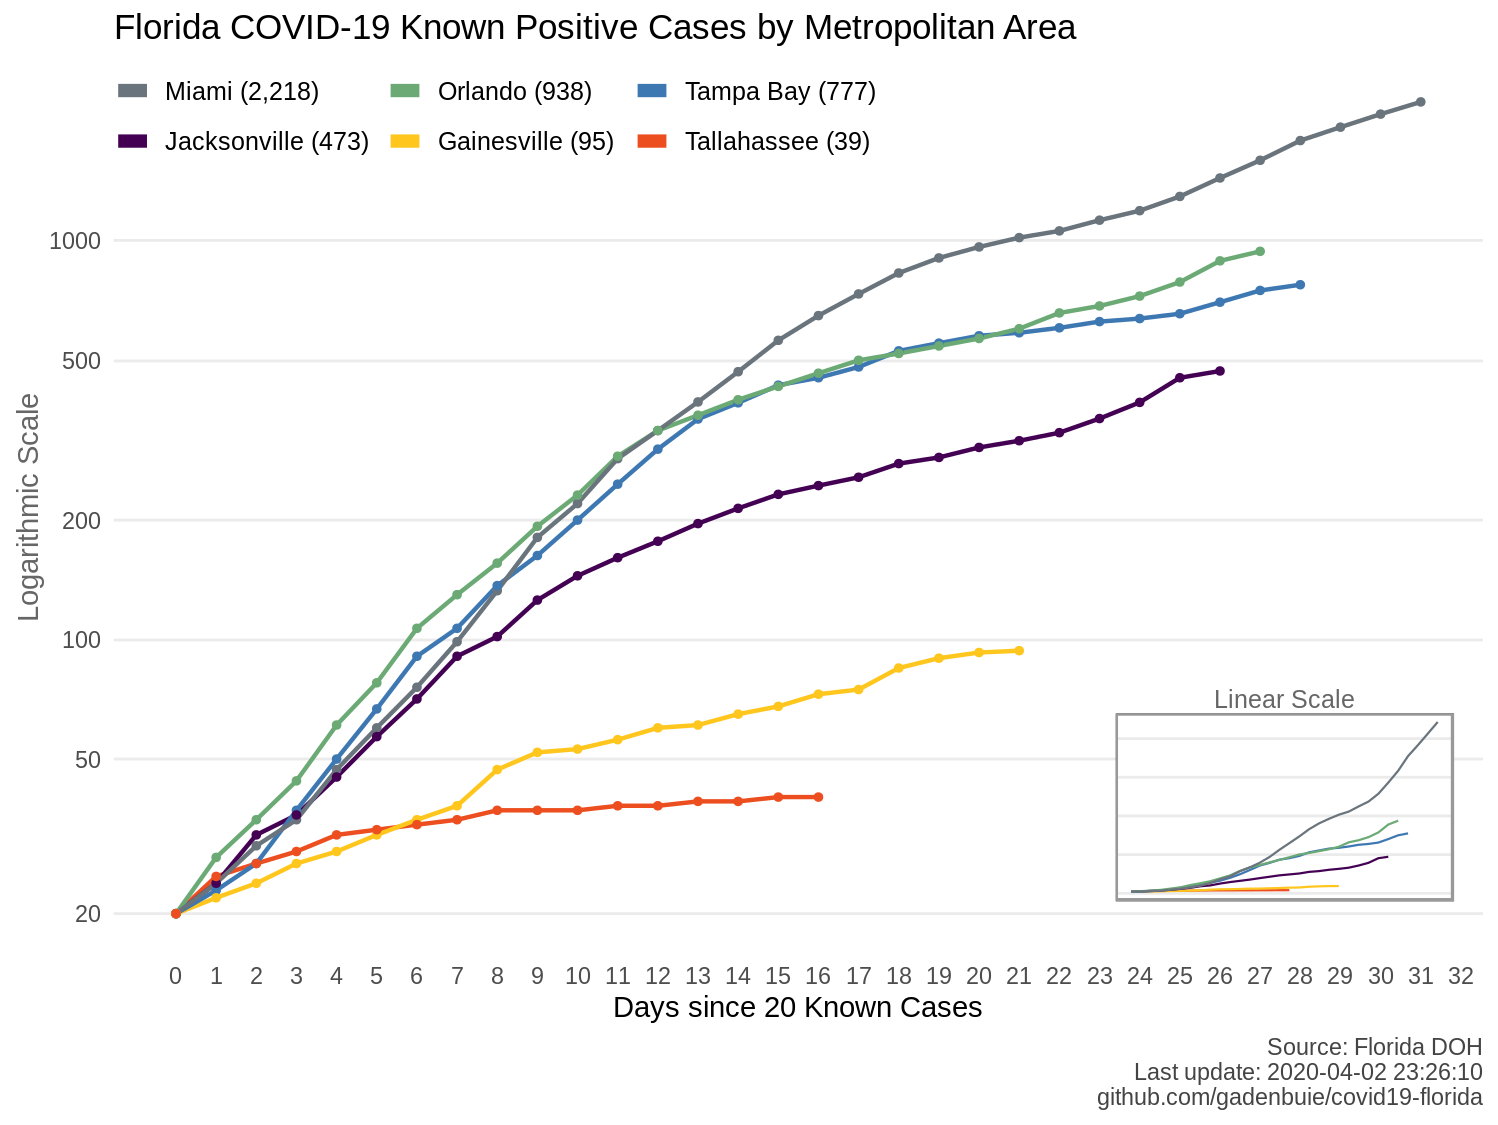 Florida COVID-19 Known Positive Cases by Metropolitan Area
Miami (2,218) Orlando (938) Tampa Bay (777)
Jacksonville (473) Gainesville (95) Tallahassee (39)
Logarithmic Scale
1000
500
200
100
50
20
Linear Scale
0 1 2 3 4 5 6 7 8 9 10 11 12 13 14 15 16 17 18 19 20 21 22 23 24 25 26 27 28 29 30 31 32
Days since 20 Known Cases
Source: Florida DOH
Last update: 2020-04-02 23:26:10
github.com/gadenbuie/covid19-florida